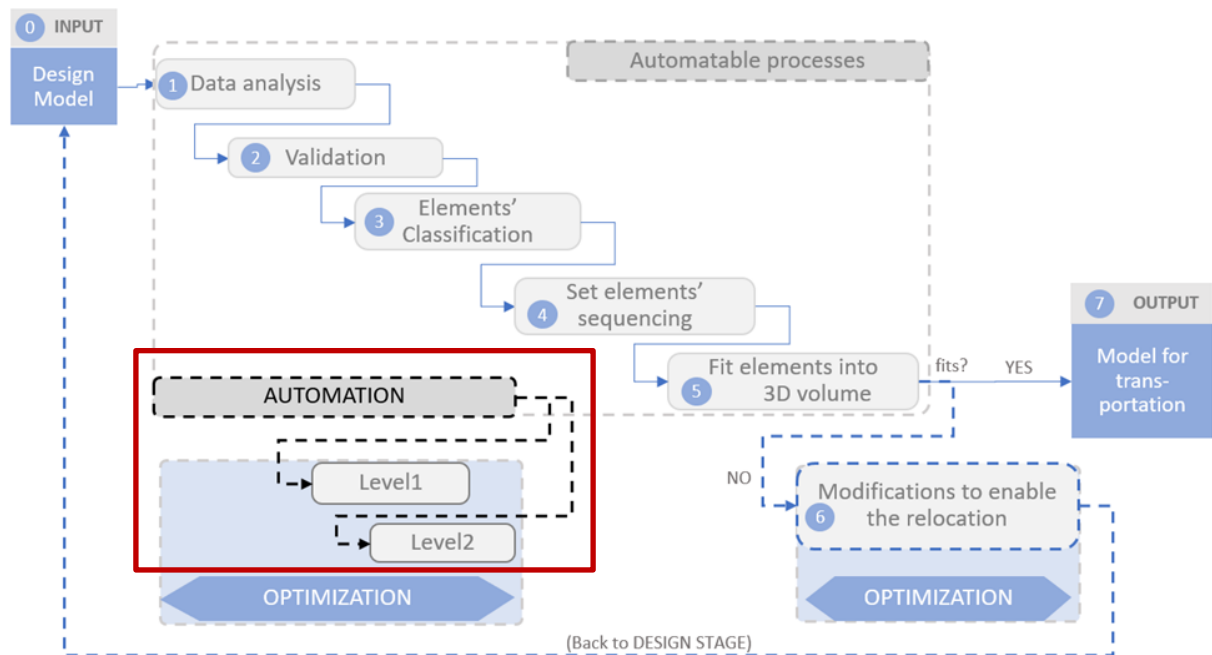 0 INPUT
Design
Model
Automatable processes
1 Data analysis
2 Validation
3 Elements'
Classification
4 Set elements'
sequencing
5 Fit elements into
3D volume
fits?
YES
NO
7 OUTPUT
Model for
trans-
portation
6 Modifications to enable
the relocation
OPTIMIZATION
AUTOMATION
Level1
Level2
OPTIMIZATION
(Back to DESIGN STAGE)